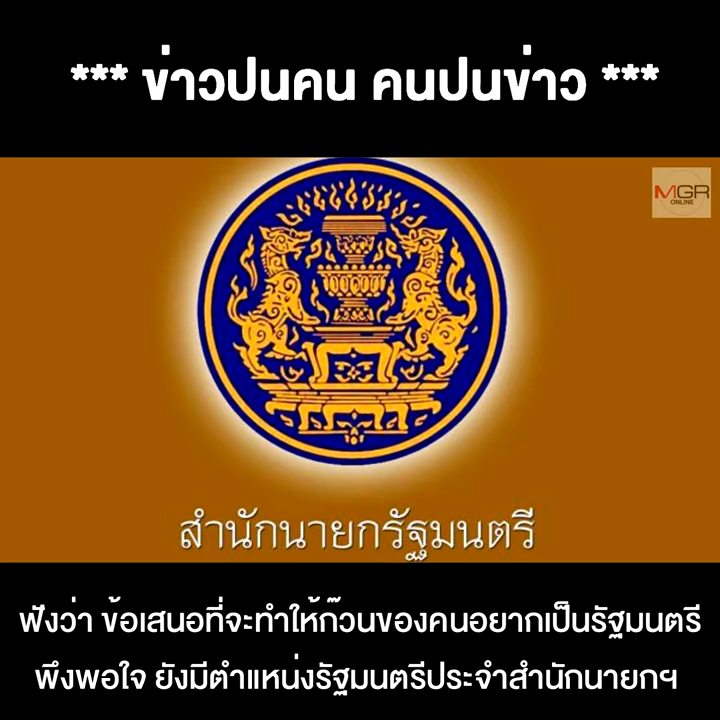 *** ข่าวปนคน คนปนข่าว ***
MGR
ONLINE
สำนักนายกรัฐมนตรี
ฟังว่า ข้อเสนอที่จะทำให้ก๊วนของคนอยากเป็นรัฐมนตรี
พึงพอใจ ยังมีตำแหน่งรัฐมนตรีประจำสำนักนายกฯ